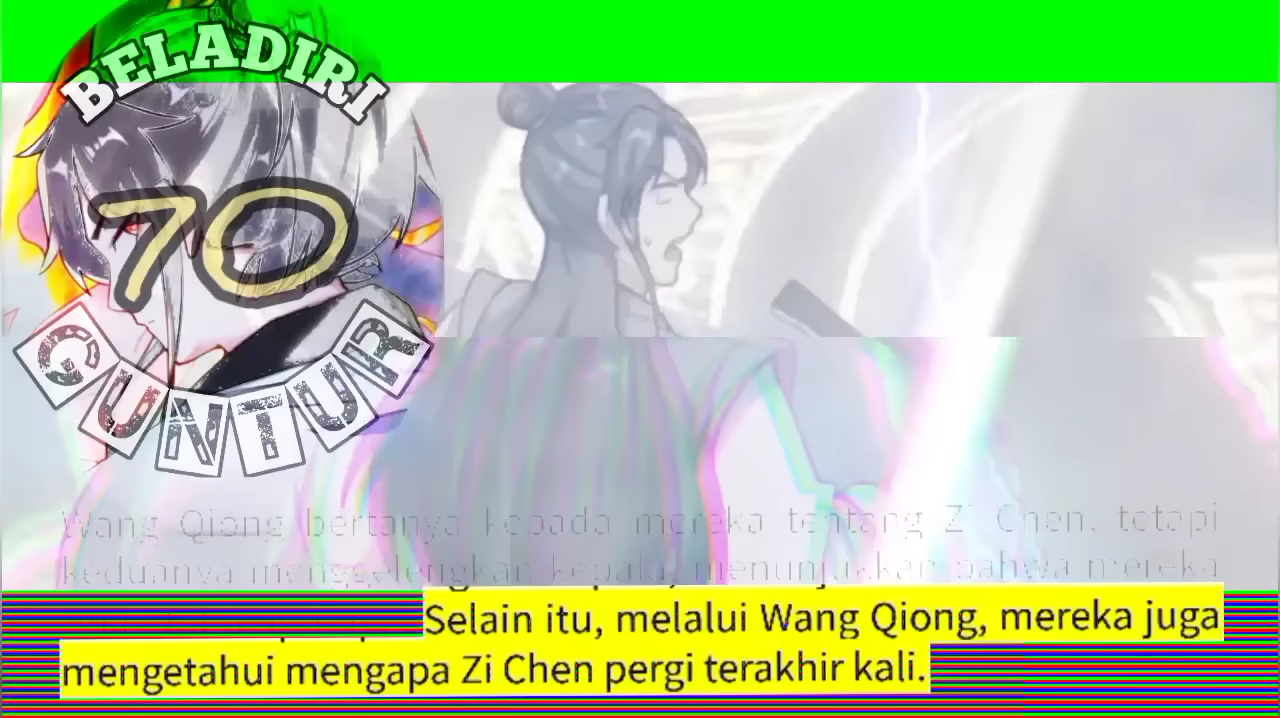 BELADIRI
70
GUNTUR
Wang Qiong bertanya kepada mereka tentang Zi Chen, tetapi
keduanya menggelengkan kepala, menunjukkan bahwa mereka
Selain itu, melalui Wang Qiong, mereka juga
mengetahui mengapa Zi Chen pergi terakhir kali.